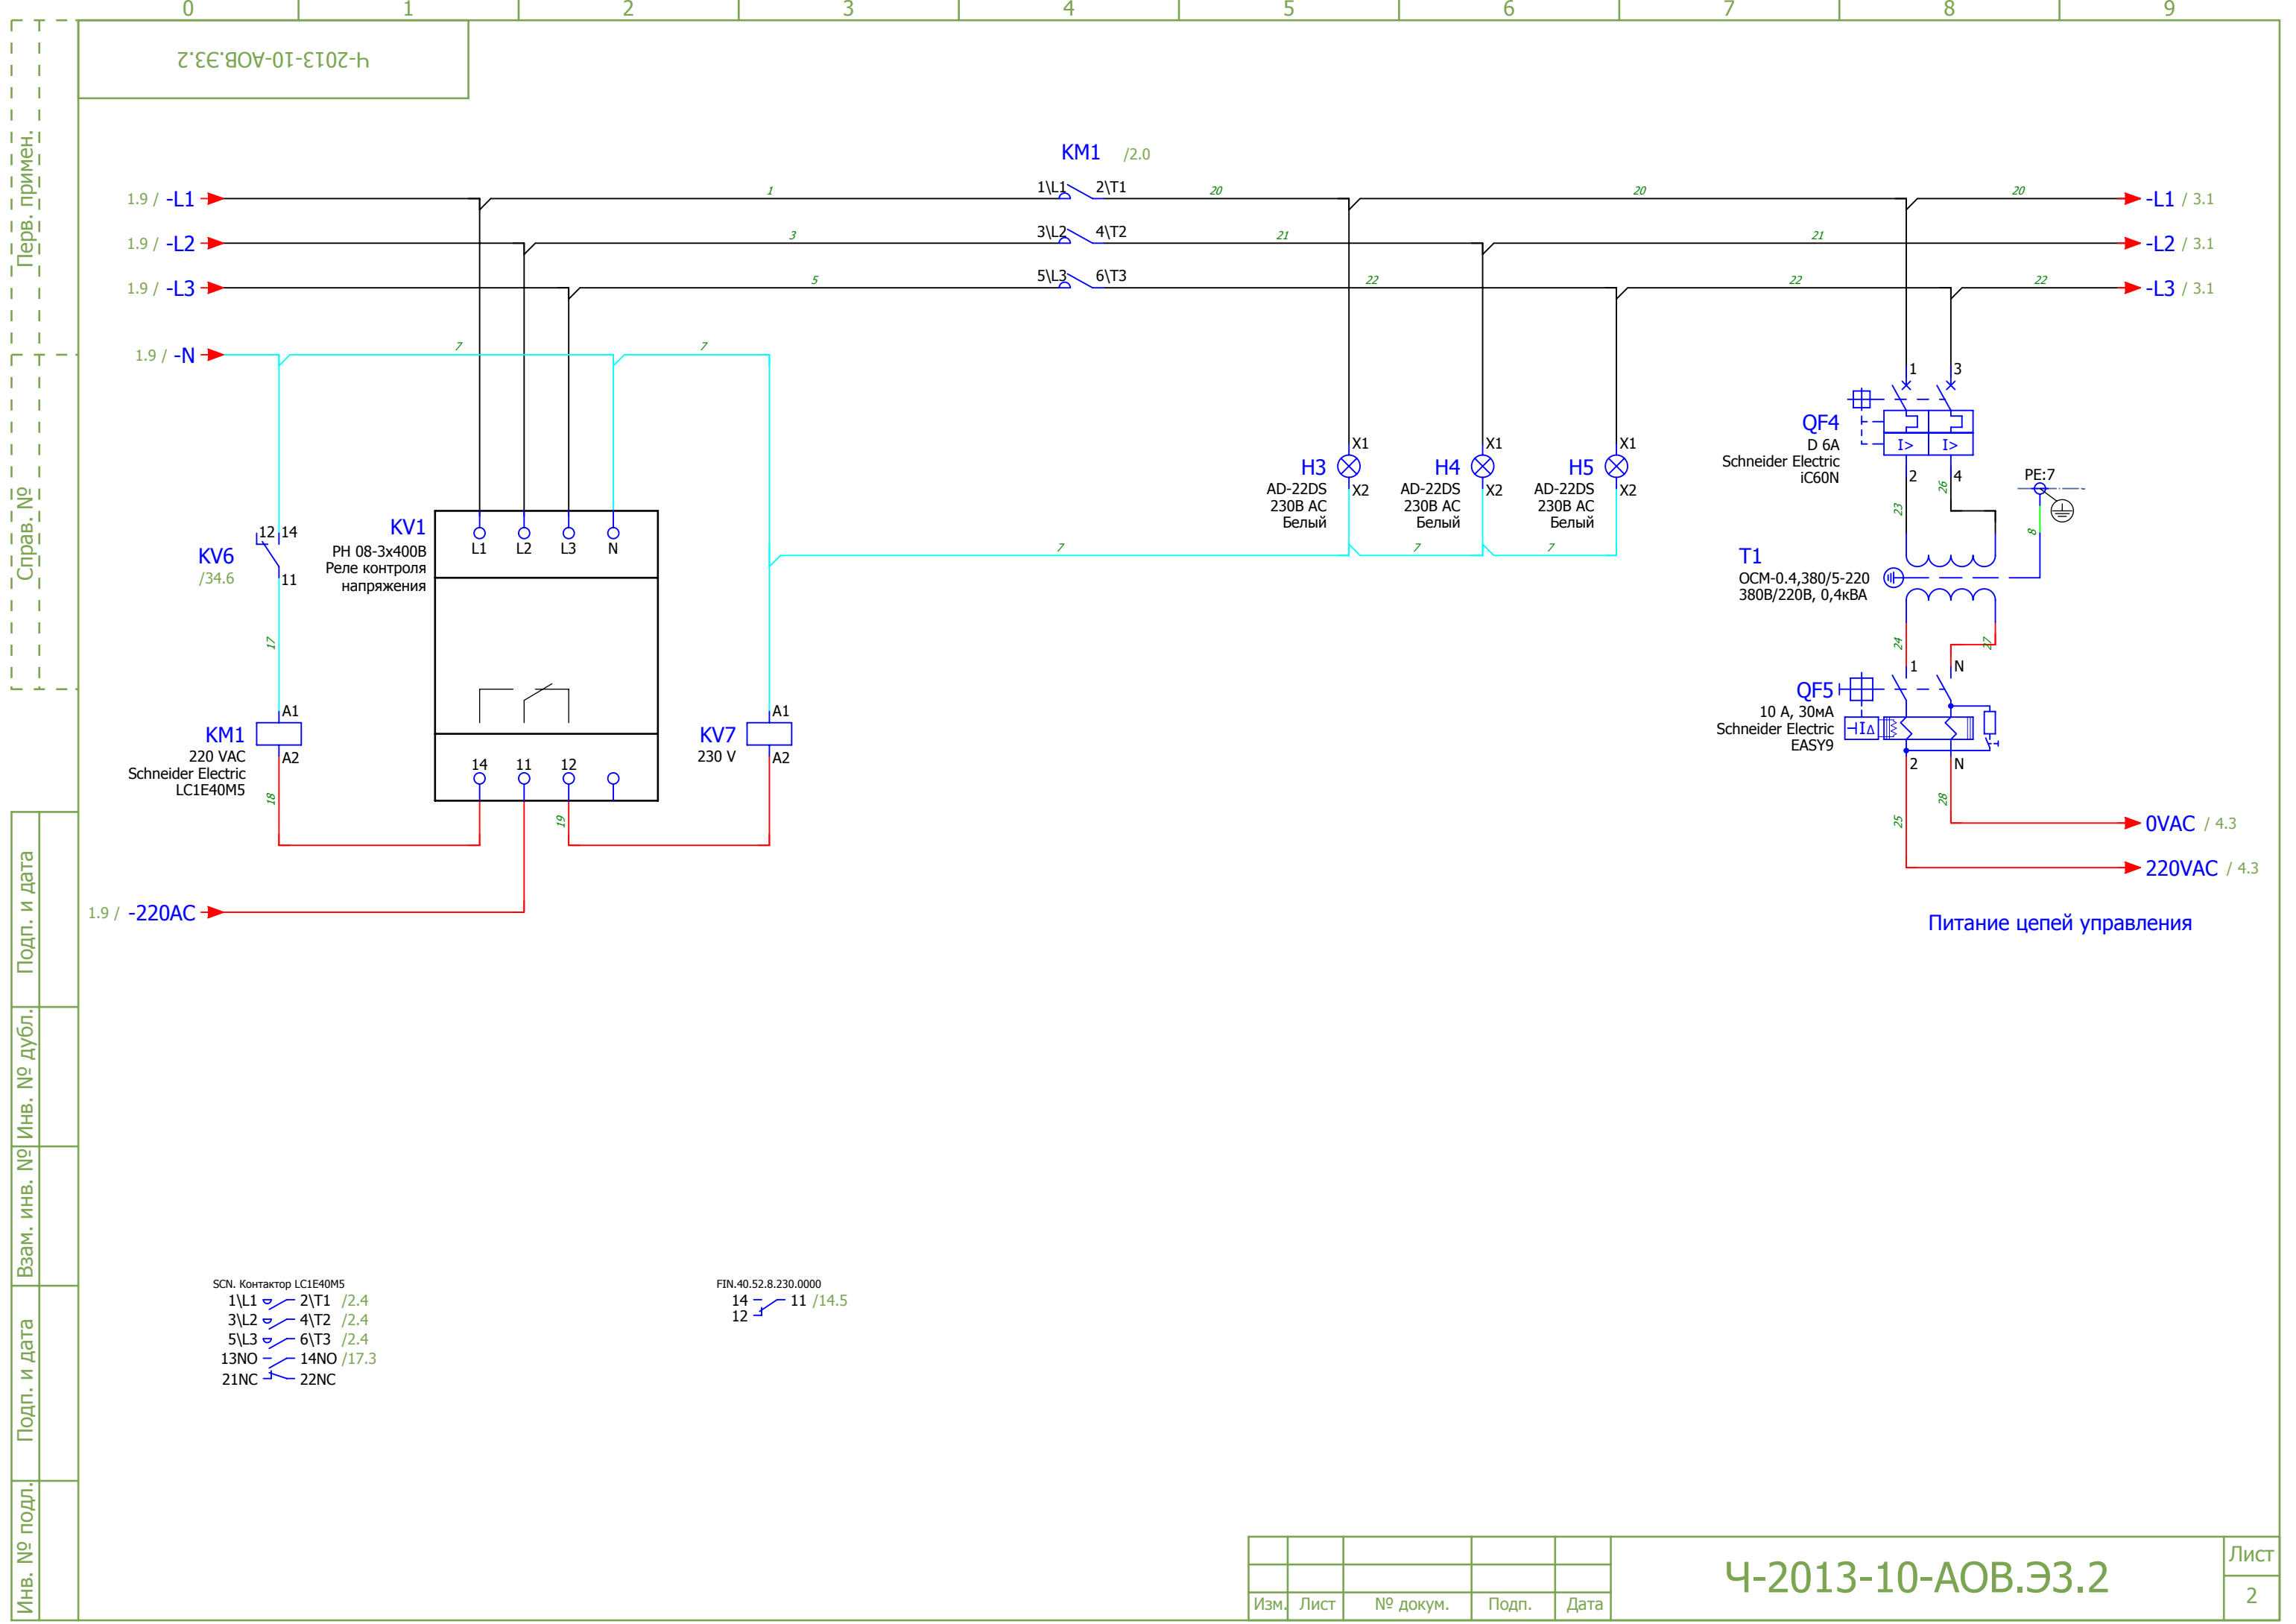 0 1 2 3 4 5 6 7 8 9
Ч-2013-10-АОВ.ЭЗ.2
Перв. примен.
Справ. №
Подп. и дата
Инв. № дубл.
Взам. инв. №
Подп. и дата
Инв. № подл.
KM1 /2.0
1.9 / -L1 1 1\L1 2\T1 20 20 20 -L1 / 3.1
1.9 / -L2 3 3\L2 4\T2 21 21 -L2 / 3.1
1.9 / -L3 5 5\L3 6\T3 22 22 22 -L3 / 3.1
1.9 / -N 7 7
KV6
/34.6
12 14
11
17
KM1
220 VAC
Schneider Electric
LC1E40M5
A1
A2
18
KV1
РН 08-3х400В
Реле контроля
напряжения
L1 L2 L3 N
14 11 12
19
KV7
230 V
A1
A2
1.9 / -220AC
7 7 7
H3
AD-22DS
230В AC
Белый
X1
X2
H4
AD-22DS
230В AC
Белый
X1
X2
H5
AD-22DS
230В AC
Белый
X1
X2
QF4
D 6A
Schneider Electric
iC60N
1 3
I> I>
2 4
23 26
PE:7
8
T1
ОСМ-0.4,380/5-220
380В/220В, 0,4кВА
24 27
QF5
10 А, 30мА
Schneider Electric
EASY9
1 N
2 N
25 28
0VAC / 4.3
220VAC / 4.3
Питание цепей управления
SCN. Контактор LC1E40M5
1\L1 2\T1 /2.4
3\L2 4\T2 /2.4
5\L3 6\T3 /2.4
13NO 14NO /17.3
21NC 22NC
FIN.40.52.8.230.0000
14 11 /14.5
12
Изм. Лист № докум. Подп. Дата
Ч-2013-10-АОВ.ЭЗ.2
Лист
2